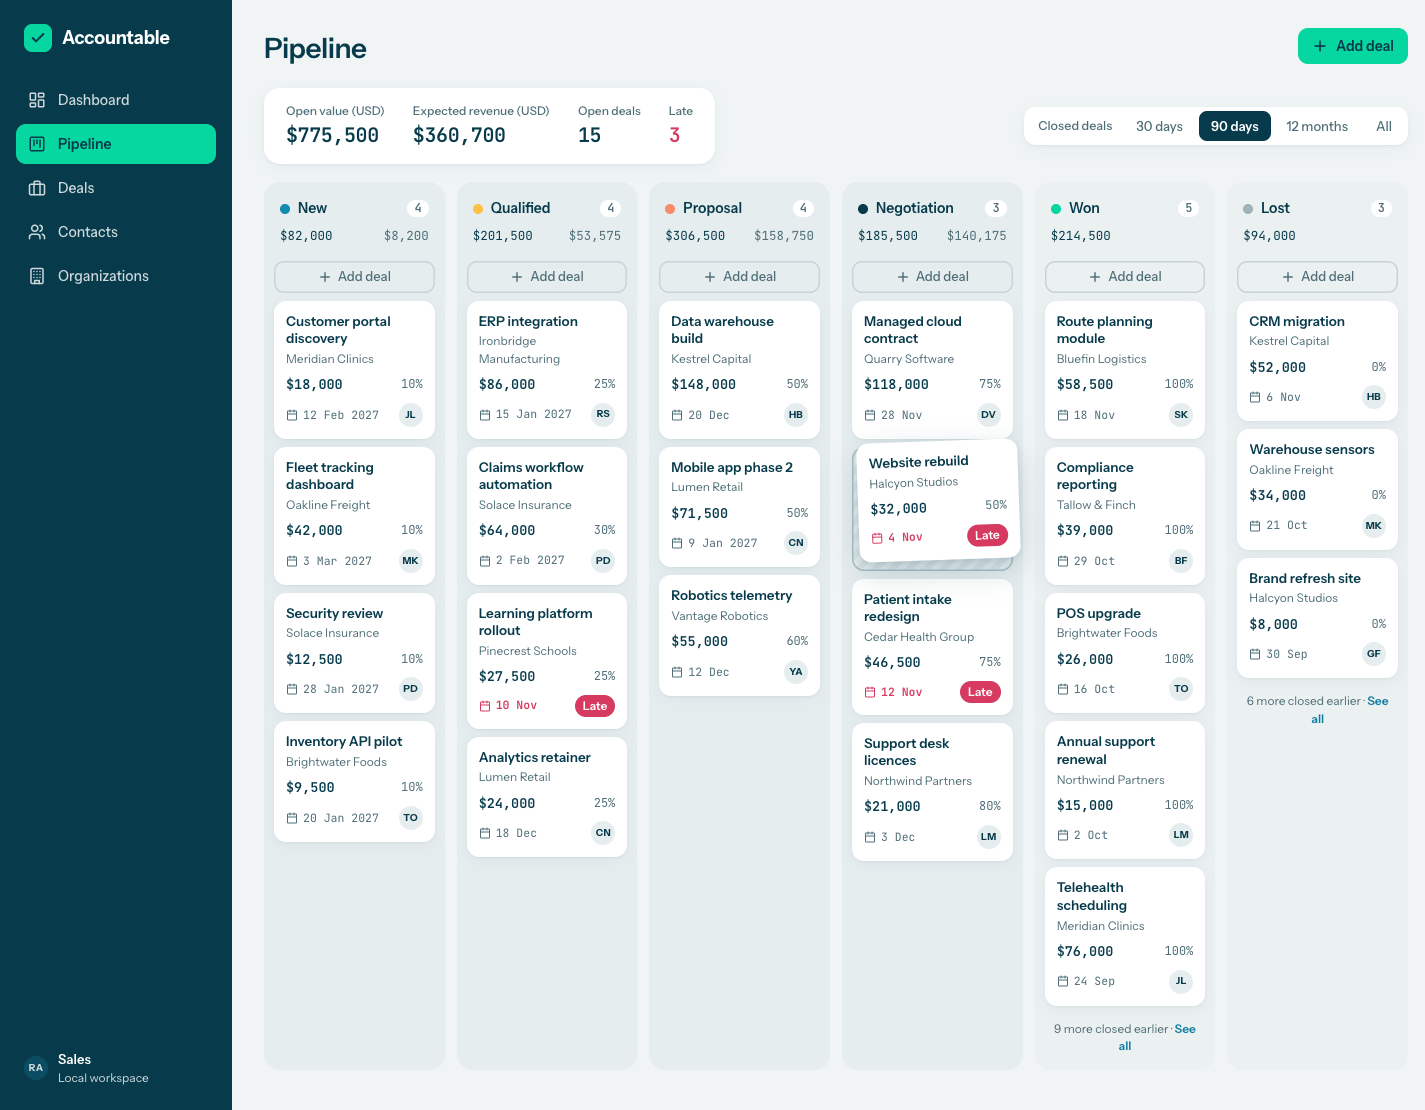 Accountable
Dashboard
Pipeline
Deals
Contacts
Organizations
RA
Sales
Local workspace
Pipeline
Add deal
Open value (USD)
$775,500
Expected revenue (USD)
$360,700
Open deals
15
Late
3
Closed deals 30 days 90 days 12 months All
New 4
$82,000 $8,200
Add deal
Customer portal
discovery
Meridian Clinics
$18,000 10%
12 Feb 2027 JL
Fleet tracking
dashboard
Oakline Freight
$42,000 10%
3 Mar 2027 MK
Security review
Solace Insurance
$12,500 10%
28 Jan 2027 PD
Inventory API pilot
Brightwater Foods
$9,500 10%
20 Jan 2027 TO
Qualified 4
$201,500 $53,575
Add deal
ERP integration
Ironbridge
Manufacturing
$86,000 25%
15 Jan 2027 RS
Claims workflow
automation
Solace Insurance
$64,000 30%
2 Feb 2027 PD
Learning platform
rollout
Pinecrest Schools
$27,500 25%
10 Nov Late
Analytics retainer
Lumen Retail
$24,000 25%
18 Dec CN
Proposal 4
$306,500 $158,750
Add deal
Data warehouse
build
Kestrel Capital
$148,000 50%
20 Dec HB
Mobile app phase 2
Lumen Retail
$71,500 50%
9 Jan 2027 CN
Robotics telemetry
Vantage Robotics
$55,000 60%
12 Dec YA
Negotiation 3
$185,500 $140,175
Add deal
Managed cloud
contract
Quarry Software
$118,000 75%
28 Nov DV
Website rebuild
Halcyon Studios
$32,000 50%
4 Nov Late
Patient intake
redesign
Cedar Health Group
$46,500 75%
12 Nov Late
Support desk
licences
Northwind Partners
$21,000 80%
3 Dec LM
Won 5
$214,500
Add deal
Route planning
module
Bluefin Logistics
$58,500 100%
18 Nov SK
Compliance
reporting
Tallow & Finch
$39,000 100%
29 Oct BF
POS upgrade
Brightwater Foods
$26,000 100%
16 Oct TO
Annual support
renewal
Northwind Partners
$15,000 100%
2 Oct LM
Telehealth
scheduling
Meridian Clinics
$76,000 100%
24 Sep JL
9 more closed earlier · See
all
Lost 3
$94,000
Add deal
CRM migration
Kestrel Capital
$52,000 0%
6 Nov HB
Warehouse sensors
Oakline Freight
$34,000 0%
21 Oct MK
Brand refresh site
Halcyon Studios
$8,000 0%
30 Sep GF
6 more closed earlier · See
all